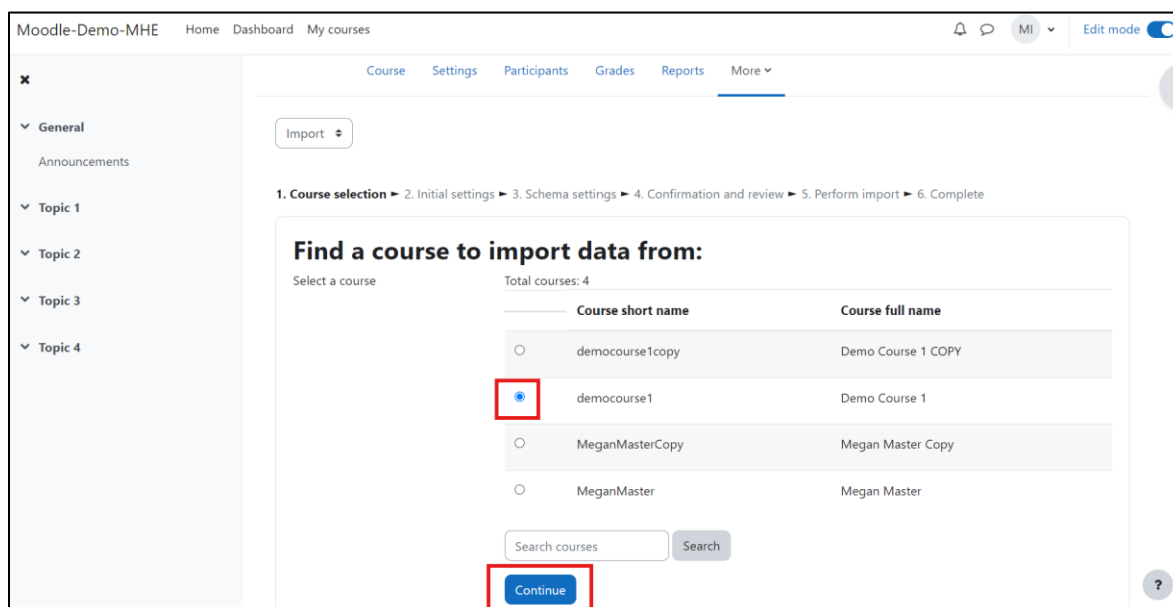 Moodle-Demo-MHE Home Dashboard My courses MI Edit mode
Course Settings Participants Grades Reports More
General
Import
Announcements
1. Course selection ► 2. Initial settings ► 3. Schema settings ► 4. Confirmation and review ► 5. Perform import ► 6. Complete
Topic 1
Topic 2
Topic 3
Topic 4
Find a course to import data from:
Select a course Total courses: 4
Course short name Course full name
democourse1copy Demo Course 1 COPY
democourse1 Demo Course 1
MeganMasterCopy Megan Master Copy
MeganMaster Megan Master
Search courses Search
Continue
?